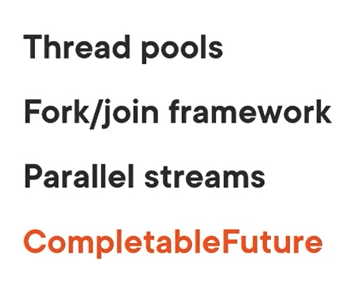 Thread pools
Fork/join framework
Parallel streams
CompletableFuture